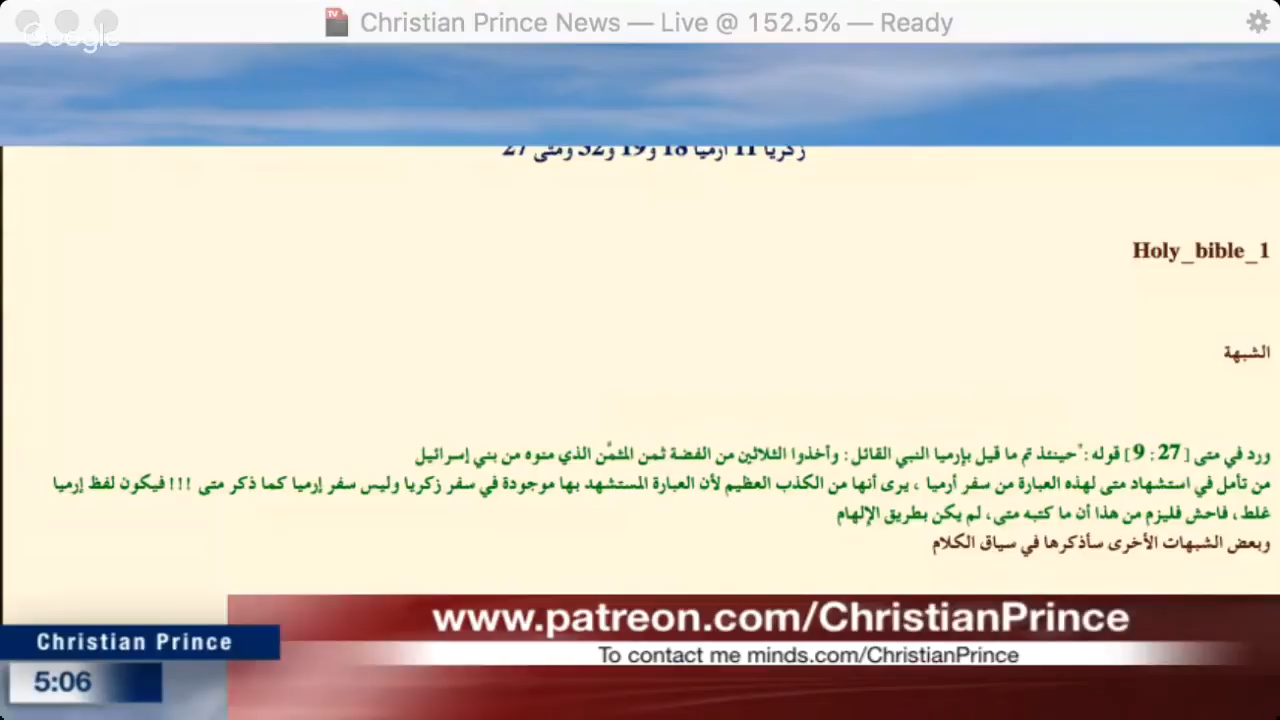 Christian Prince News — Live @ 152.5% — Ready
Google
زكريا 11 ارميا 18 و19 و32 ومتى 27
Holy_bible_1
الشبهة
ورد في متى [ 27 : 9 ] قوله :"حينئذ تم ما قيل بإرميا النبي القائل : وأخذوا الثلاثين من الفضة ثمن المثمَّن الذي منوه من بني إسرائيل
من تأمل في استشهاد متى لهذه العبارة من سفر أرميا ، يرى أنها من الكذب العظيم لأن العبارة المستشهد بها موجودة في سفر زكريا وليس سفر إرميا كما ذكر متى !!! فيكون لفظ إرميا
غلط ، فاحش فليزم من هذا أن ما كتبه متى ، لم يكن بطريق الإلهام
وبعض الشبهات الأخرى سأذكرها في سياق الكلام
www.patreon.com/ChristianPrince
Christian Prince
To contact me minds.com/ChristianPrince
5:06